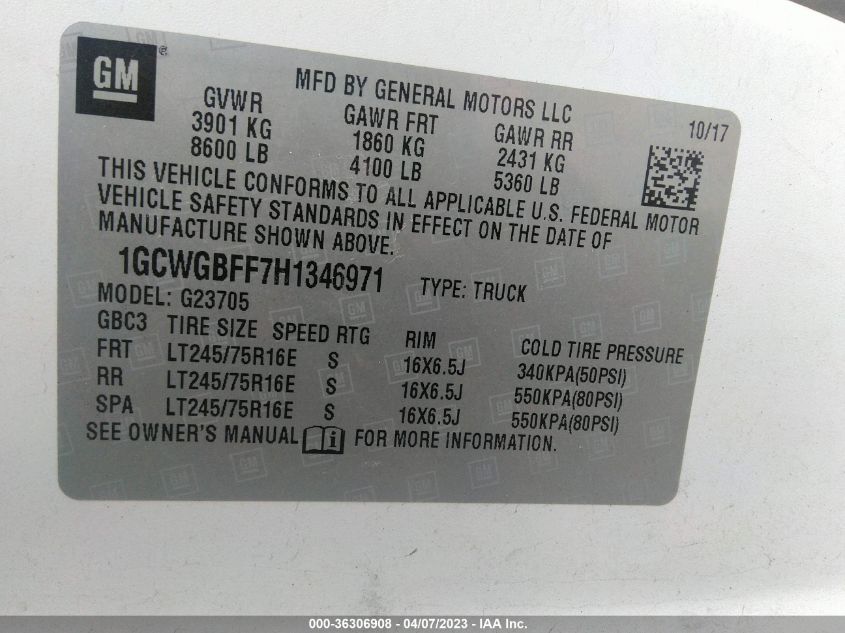 GM
MFD BY GENERAL MOTORS LLC
GVWR GAWR FRT GAWR RR 10/17
3901 KG 1860 KG 2431 KG
8600 LB 4100 LB 5360 LB
THIS VEHICLE CONFORMS TO ALL APPLICABLE U.S. FEDERAL MOTOR
VEHICLE SAFETY STANDARDS IN EFFECT ON THE DATE OF
MANUFACTURE SHOWN ABOVE.
1GCWGBFF7H1346971 TYPE: TRUCK
MODEL: G23705
GBC3 TIRE SIZE SPEED RTG RIM COLD TIRE PRESSURE
FRT LT245/75R16E S 16X6.5J 340KPA(50PSI)
RR LT245/75R16E S 16X6.5J 550KPA(80PSI)
SPA LT245/75R16E S 16X6.5J 550KPA(80PSI)
SEE OWNER'S MANUAL FOR MORE INFORMATION.
000-36306908 - 04/07/2023 - IAA Inc.